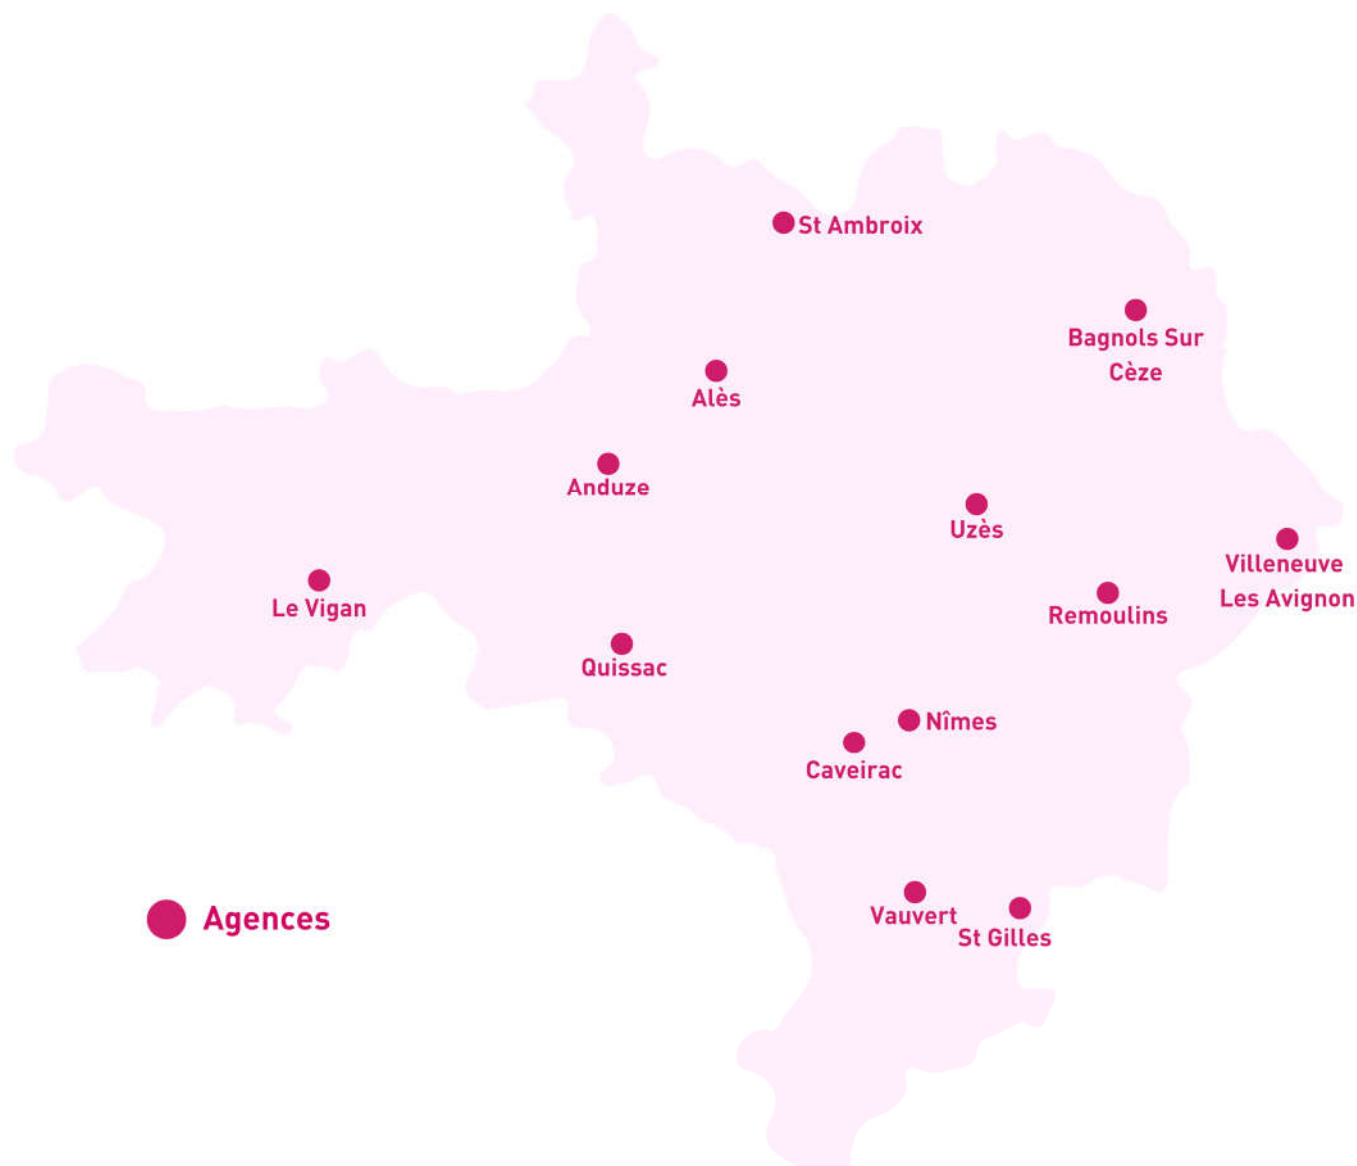 St Ambroix
Bagnols Sur
Cèze
Alès
Anduze
Uzès
Villeneuve
Les Avignon
Le Vigan
Remoulins
Quissac
Nîmes
Caveirac
Vauvert
St Gilles
Agences